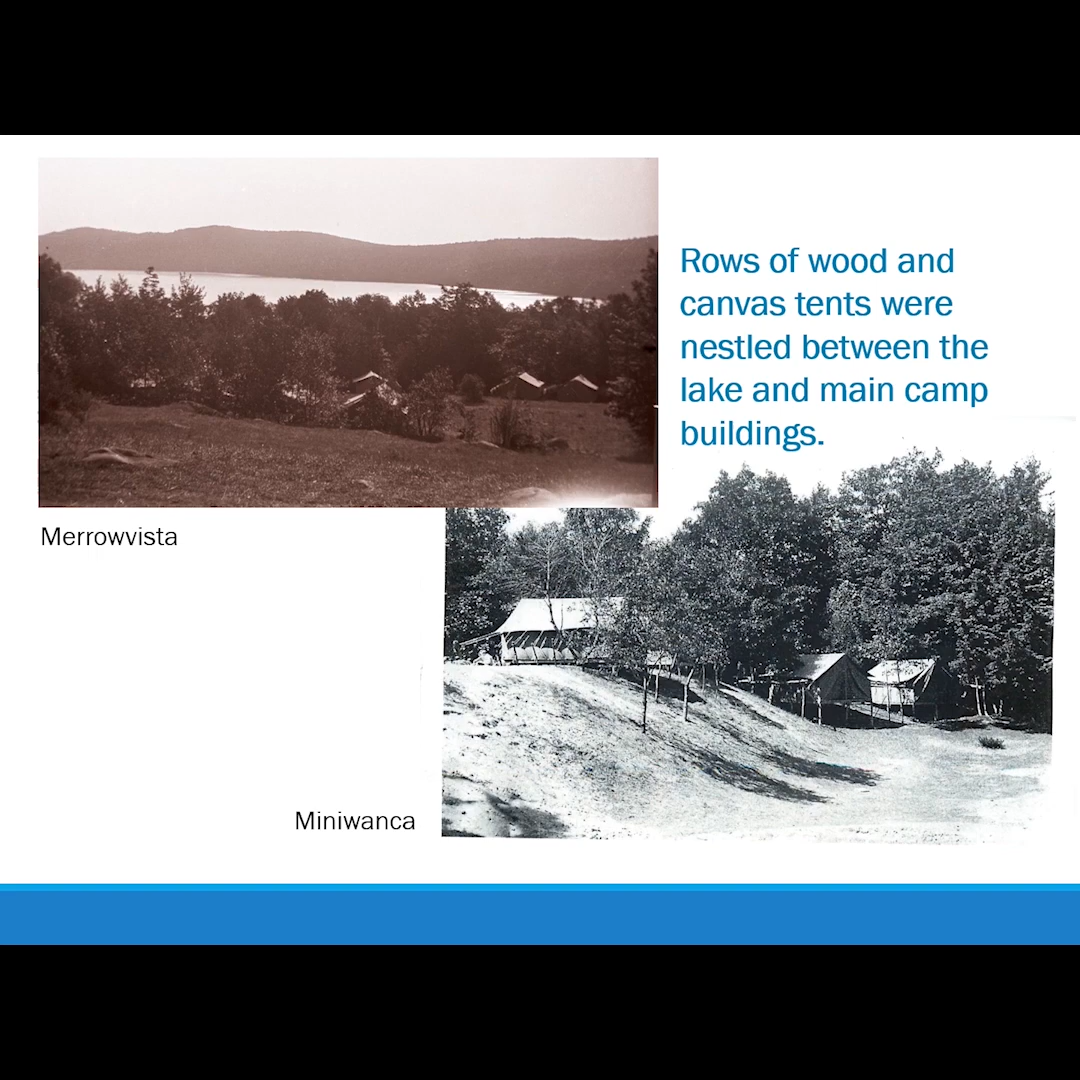 Rows of wood and
canvas tents were
nestled between the
lake and main camp
buildings.
Merrowvista
Miniwanca